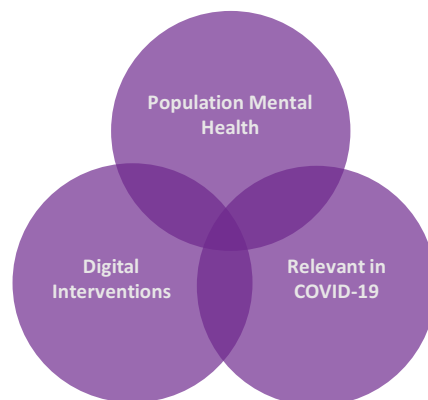 Population Mental
Health
Digital
Interventions
Relevant in
COVID-19